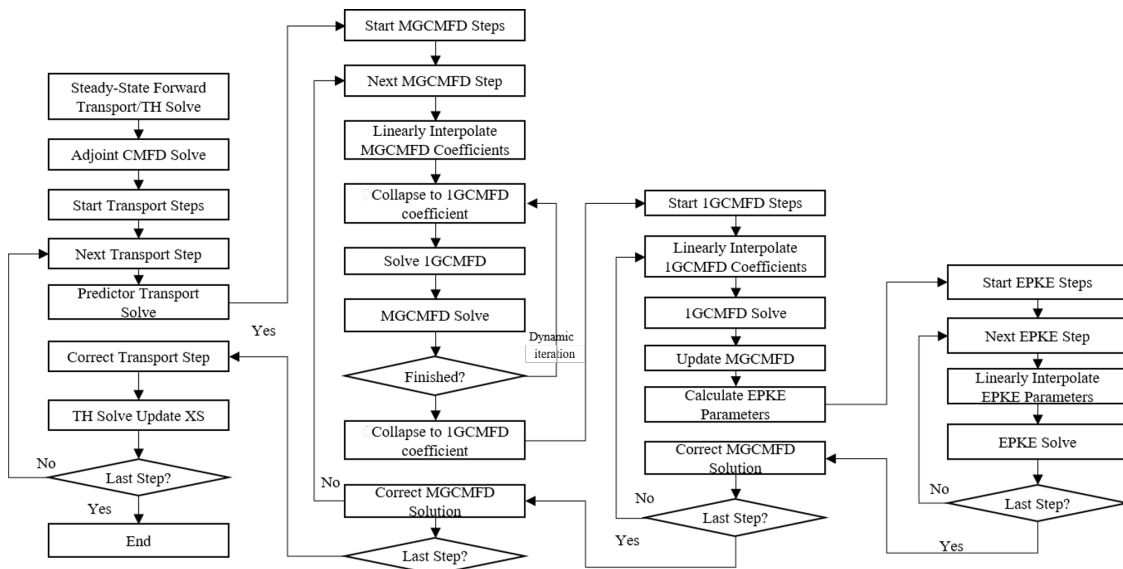 Steady-State Forward
Transport/TH Solve
Adjoint CMFD Solve
Start Transport Steps
Next Transport Step
Predictor Transport
Solve
Yes
Correct Transport Step
TH Solve Update XS
No
Last Step?
Yes
End
Start MGCMFD Steps
Next MGCMFD Step
Linearly Interpolate
MGCMFD Coefficients
Collapse to 1GCMFD
coefficient
Solve 1GCMFD
MGCMFD Solve
Dynamic
iteration
Finished?
Collapse to 1GCMFD
coefficient
No
Correct MGCMFD
Solution
Last Step?
Start 1GCMFD Steps
Linearly Interpolate
1GCMFD Coefficients
1GCMFD Solve
Update MGCMFD
Calculate EPKE
Parameters
Correct MGCMFD
Solution
No
Last Step?
Yes
Start EPKE Steps
Next EPKE Step
Linearly Interpolate
EPKE Parameters
EPKE Solve
No
Last Step?
Yes